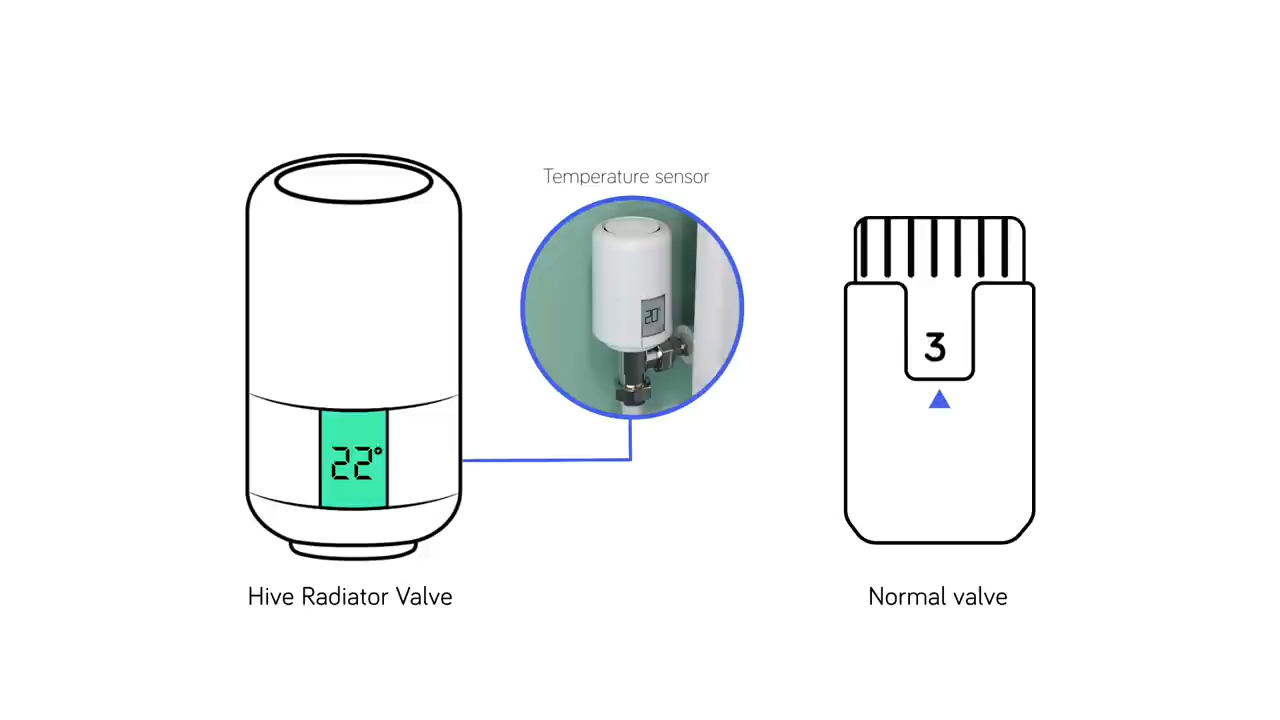 Temperature sensor
20°
3
22°
Hive Radiator Valve
Normal valve